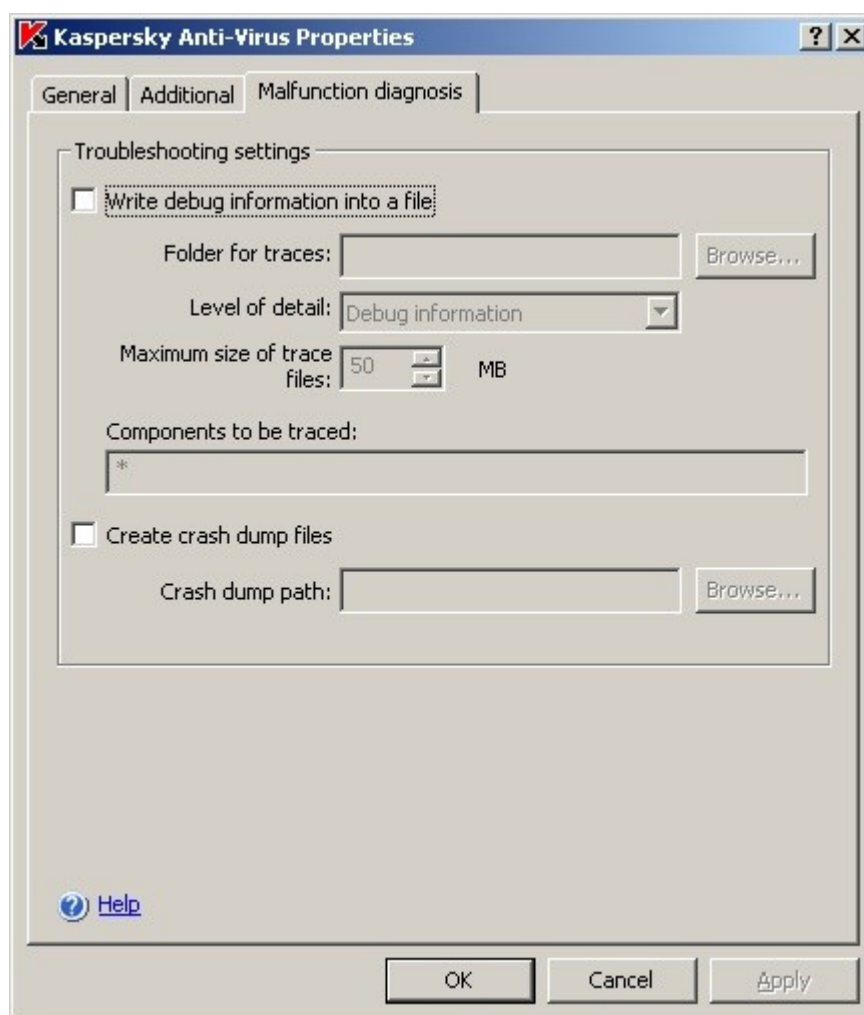 Kaspersky Anti-Virus Properties
General Additional Malfunction diagnosis
Troubleshooting settings
Write debug information into a file
Folder for traces: Browse...
Level of detail: Debug information
Maximum size of trace
files: 50 MB
Components to be traced:
*
Create crash dump files
Crash dump path: Browse...
Help
OK Cancel Apply